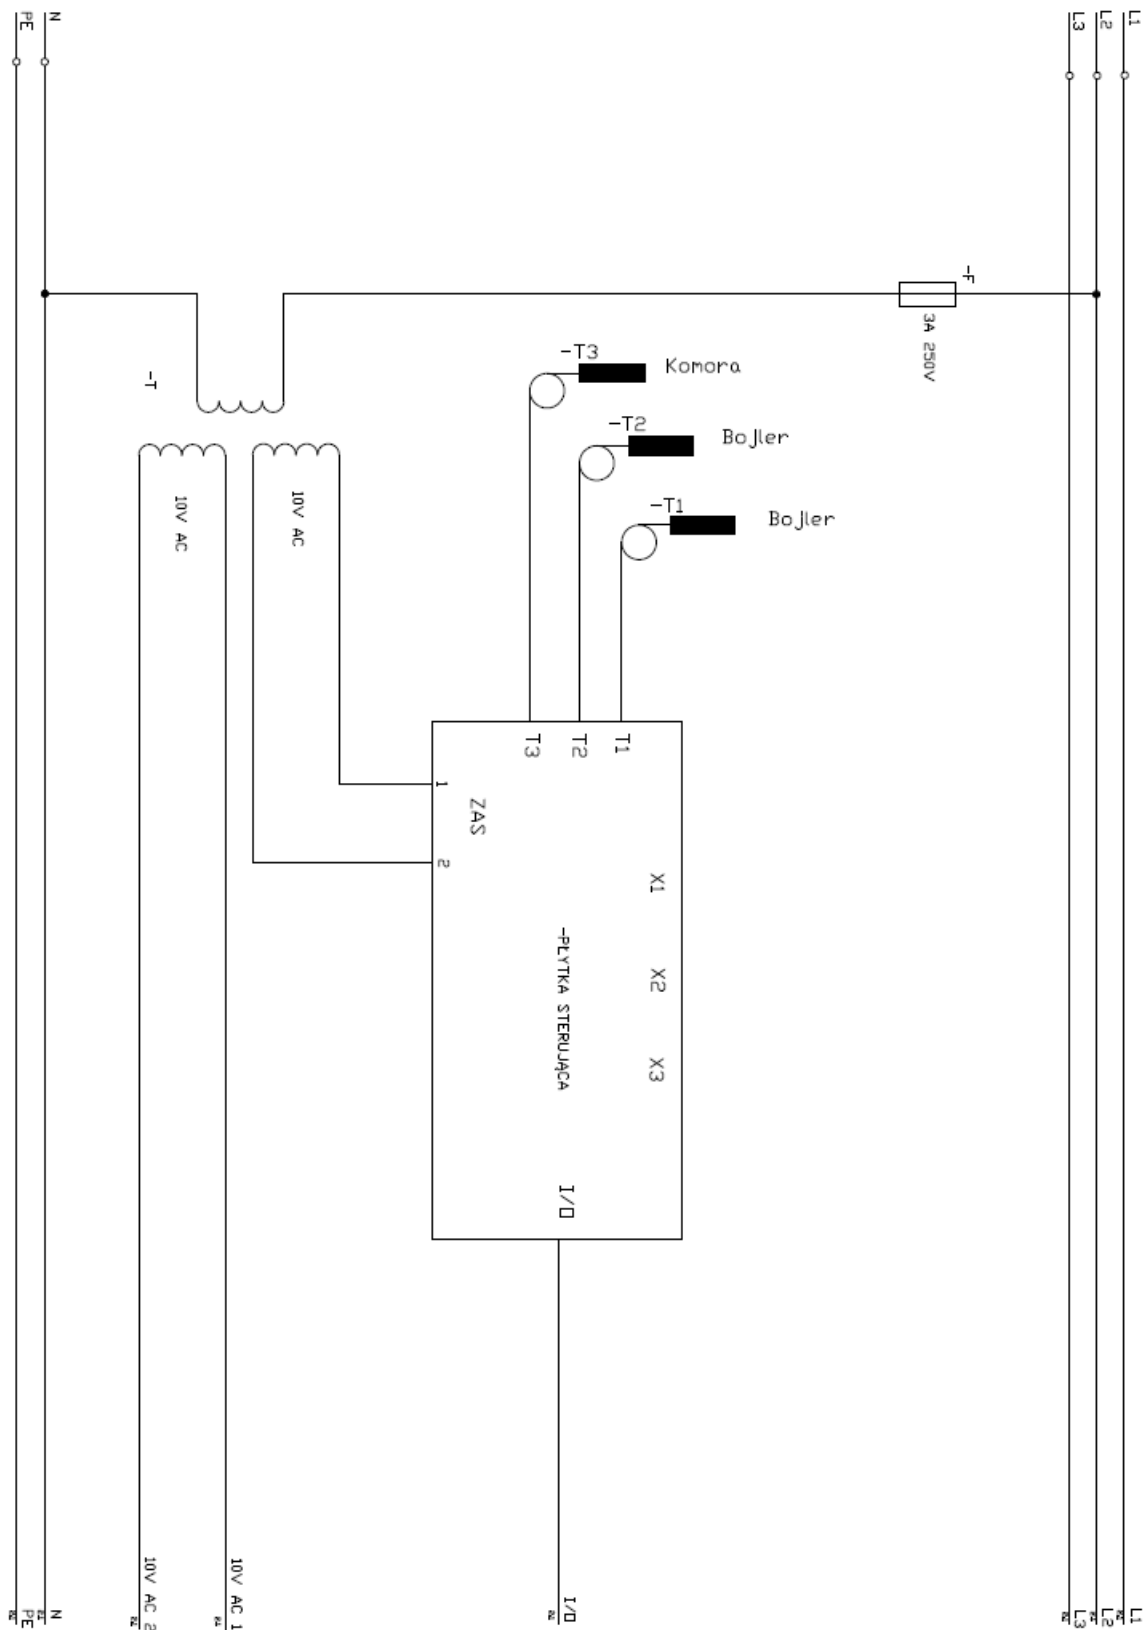 L1
L2
L3
N
PE
-F
3A 250V
-T3
Komora
-T
-T2
Bojler
10V AC
10V AC
-T1
Bojler
T3
T2
T1
1
ZAS
2
X1
X2
X3
-PŁYTKA STERUJĄCA
I/O
10V AC 2
10V AC 1
I/O
L1
L2
L3
N
PE